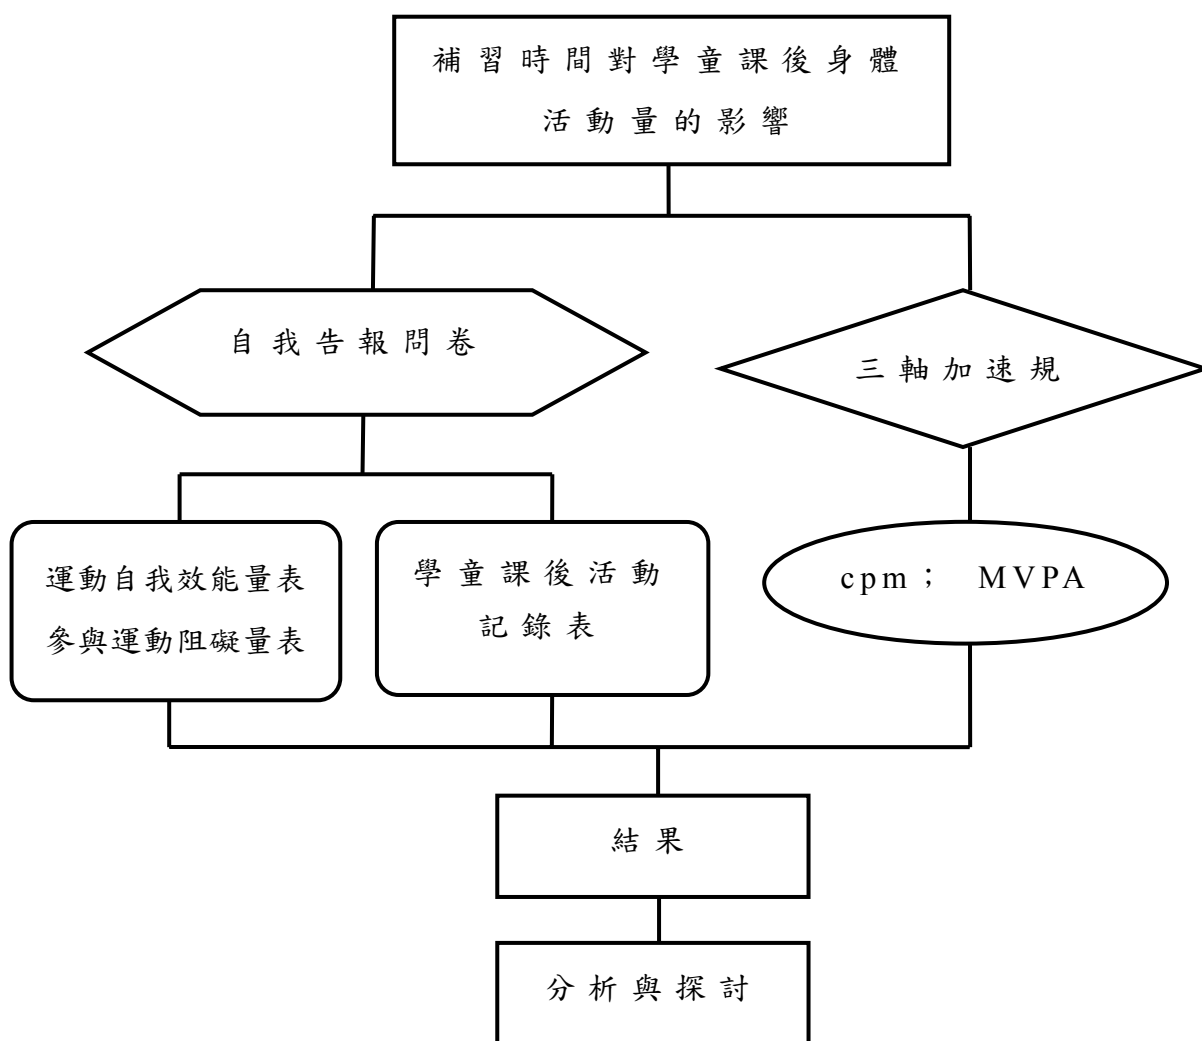 補習時間對學童課後身體
活動量的影響
自我告報問卷
三軸加速規
運動自我效能量表
參與運動阻礙量表
學童課後活動
記錄表
cpm； MVPA
結果
分析與探討